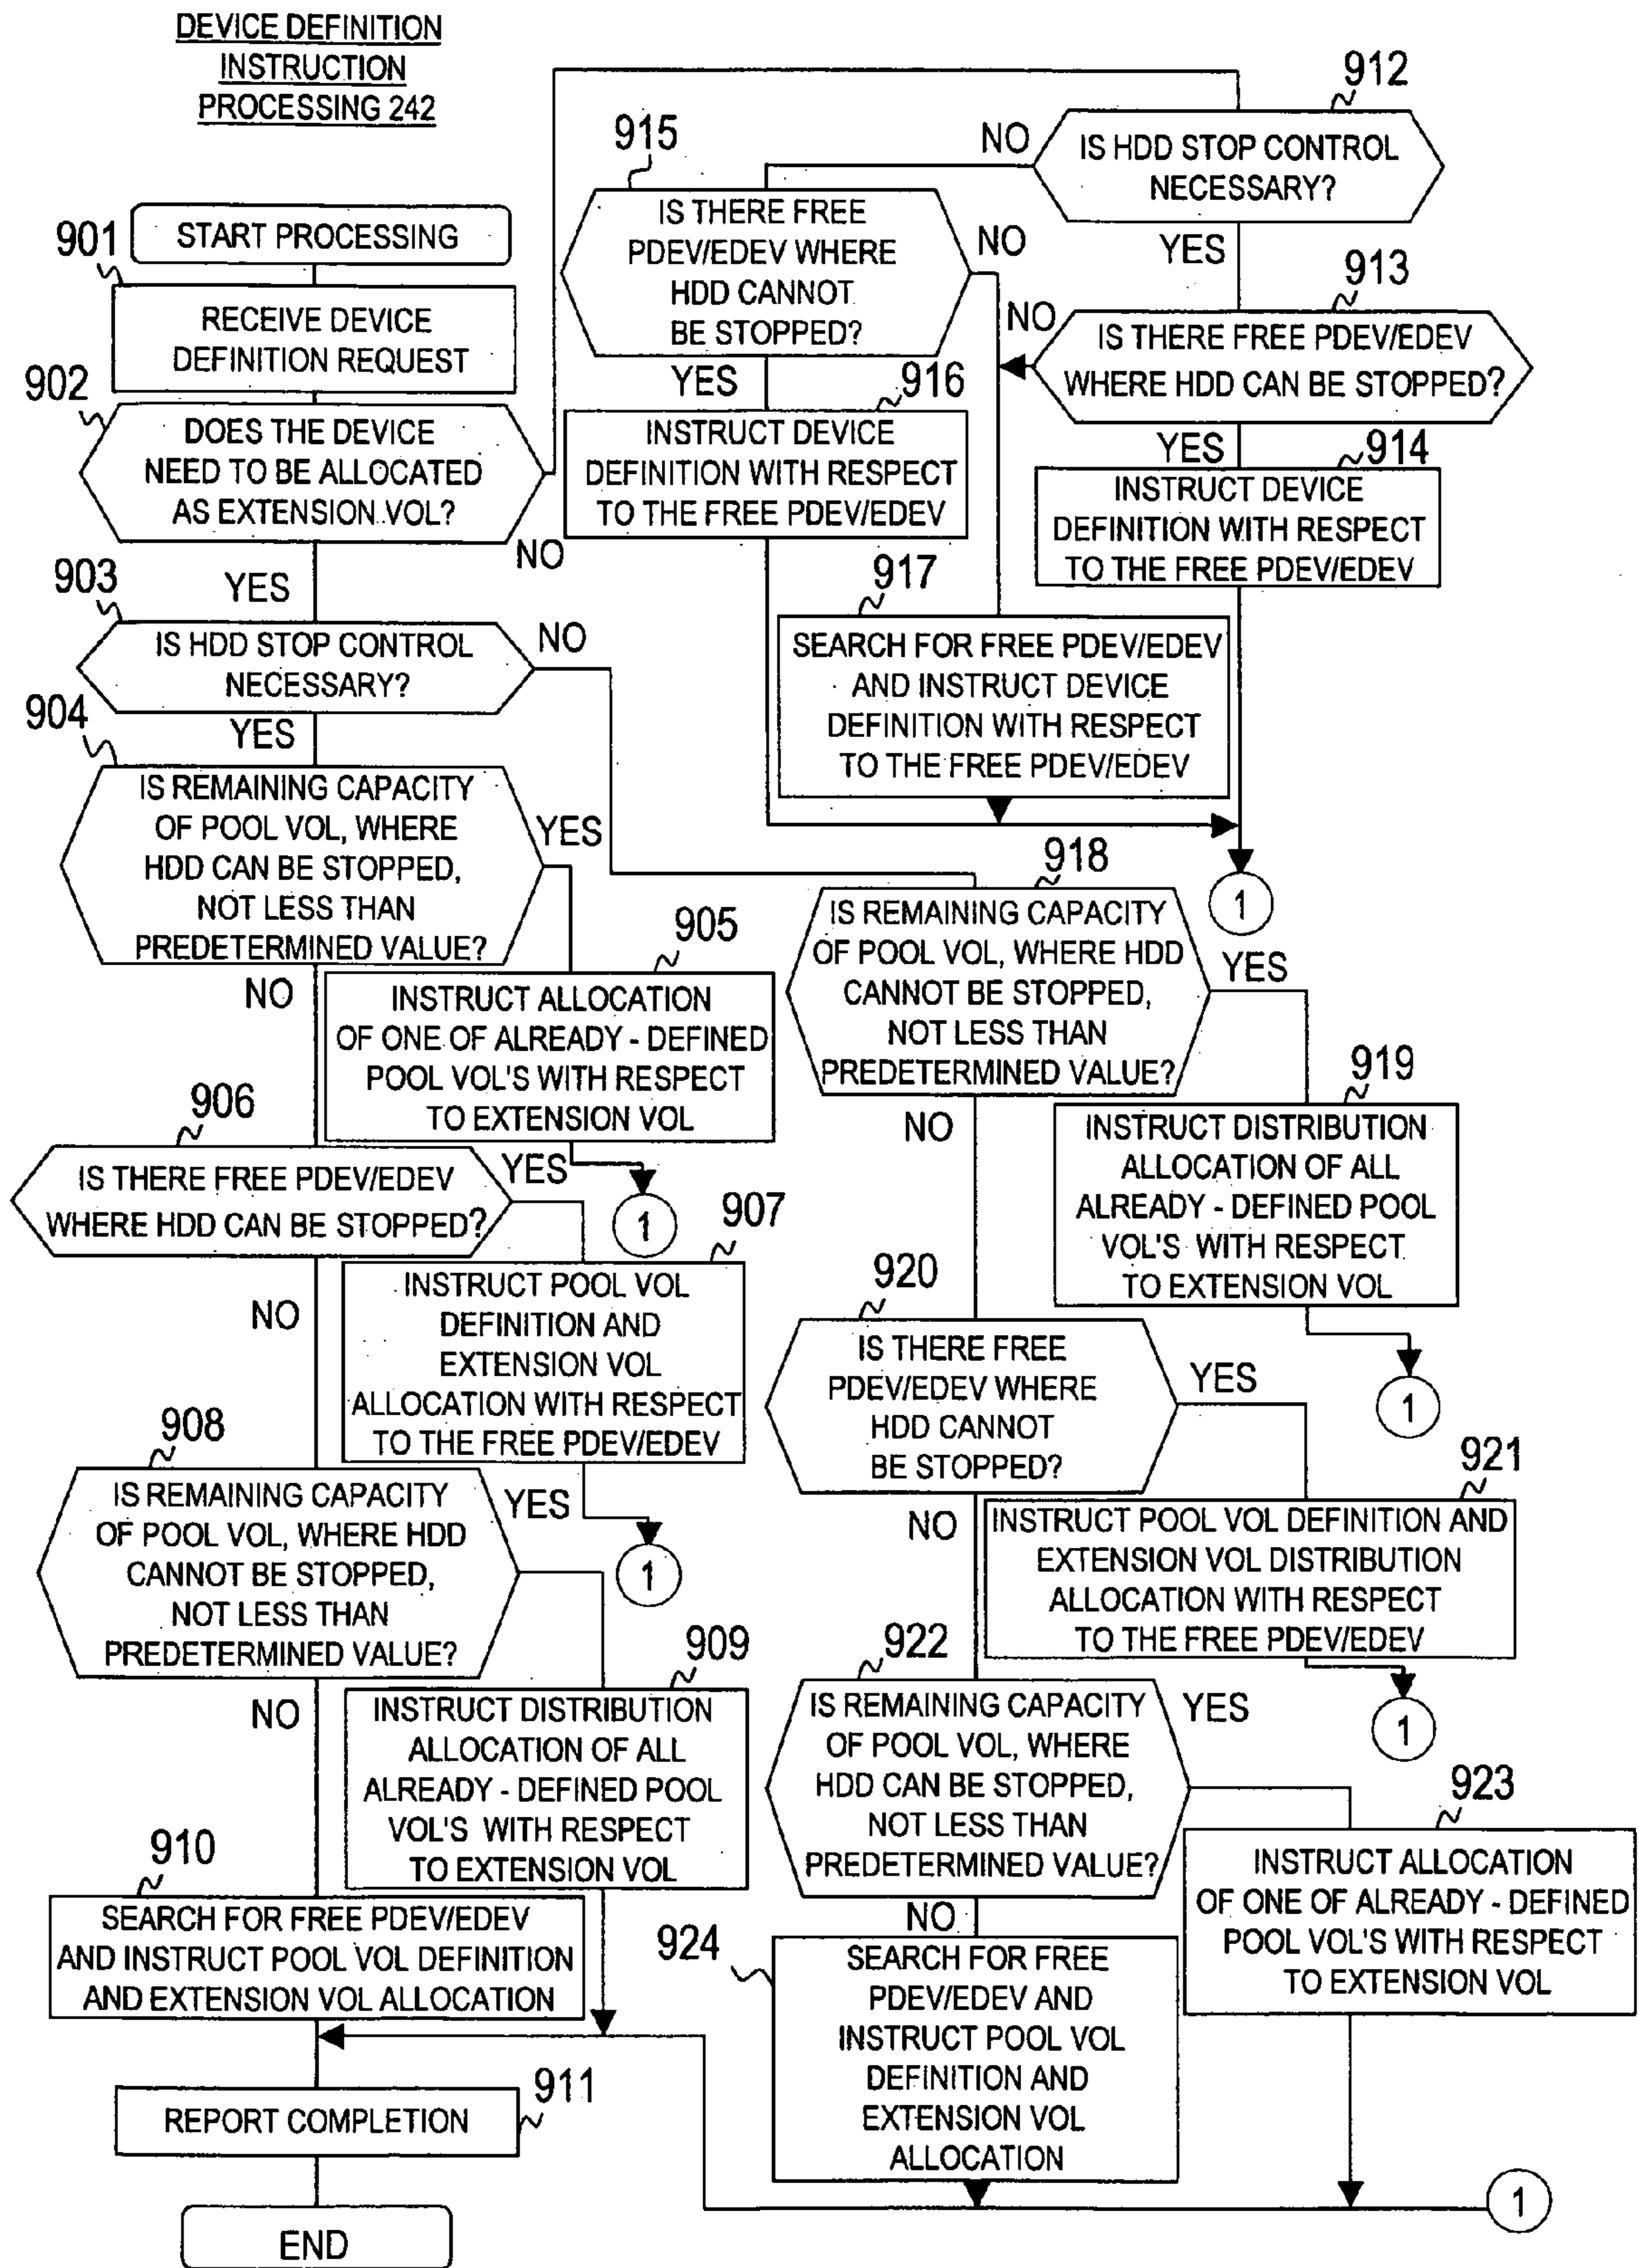 DEVICE DEFINITION
INSTRUCTION
PROCESSING 242
START PROCESSING
901
RECEIVE DEVICE
DEFINITION REQUEST
902
DOES THE DEVICE
NEED TO BE ALLOCATED
AS EXTENSION VOL?
NO
YES
903
IS HDD STOP CONTROL
NECESSARY?
NO
YES
904
IS REMAINING CAPACITY
OF POOL VOL, WHERE
HDD CAN BE STOPPED,
NOT LESS THAN
PREDETERMINED VALUE?
YES
NO
905
INSTRUCT ALLOCATION
OF ONE OF ALREADY - DEFINED
POOL VOL'S WITH RESPECT
TO EXTENSION VOL
1
906
IS THERE FREE PDEV/EDEV
WHERE HDD CAN BE STOPPED?
YES
NO
907
INSTRUCT POOL VOL
DEFINITION AND
EXTENSION VOL
ALLOCATION WITH RESPECT
TO THE FREE PDEV/EDEV
1
908
IS REMAINING CAPACITY
OF POOL VOL, WHERE HDD
CANNOT BE STOPPED,
NOT LESS THAN
PREDETERMINED VALUE?
YES
NO
909
INSTRUCT DISTRIBUTION
ALLOCATION OF ALL
ALREADY - DEFINED POOL
VOL'S WITH RESPECT
TO EXTENSION VOL
910
SEARCH FOR FREE PDEV/EDEV
AND INSTRUCT POOL VOL DEFINITION
AND EXTENSION VOL ALLOCATION
911
REPORT COMPLETION
END
912
IS HDD STOP CONTROL
NECESSARY?
NO
YES
913
IS THERE FREE PDEV/EDEV
WHERE HDD CAN BE STOPPED?
NO
YES
914
INSTRUCT DEVICE
DEFINITION WITH RESPECT
TO THE FREE PDEV/EDEV
915
IS THERE FREE
PDEV/EDEV WHERE
HDD CANNOT
BE STOPPED?
NO
YES
916
INSTRUCT DEVICE
DEFINITION WITH RESPECT
TO THE FREE PDEV/EDEV
917
SEARCH FOR FREE PDEV/EDEV
AND INSTRUCT DEVICE
DEFINITION WITH RESPECT
TO THE FREE PDEV/EDEV
1
918
IS REMAINING CAPACITY
OF POOL VOL, WHERE HDD
CANNOT BE STOPPED,
NOT LESS THAN
PREDETERMINED VALUE?
YES
NO
919
INSTRUCT DISTRIBUTION
ALLOCATION OF ALL
ALREADY - DEFINED POOL
VOL'S WITH RESPECT
TO EXTENSION VOL
1
920
IS THERE FREE
PDEV/EDEV WHERE
HDD CANNOT
BE STOPPED?
YES
NO
921
INSTRUCT POOL VOL DEFINITION AND
EXTENSION VOL DISTRIBUTION
ALLOCATION WITH RESPECT
TO THE FREE PDEV/EDEV
1
922
IS REMAINING CAPACITY
OF POOL VOL, WHERE
HDD CAN BE STOPPED,
NOT LESS THAN
PREDETERMINED VALUE?
YES
NO
923
INSTRUCT ALLOCATION
OF ONE OF ALREADY - DEFINED
POOL VOL'S WITH RESPECT
TO EXTENSION VOL
924
SEARCH FOR FREE
PDEV/EDEV AND
INSTRUCT POOL VOL
DEFINITION AND
EXTENSION VOL
ALLOCATION
1